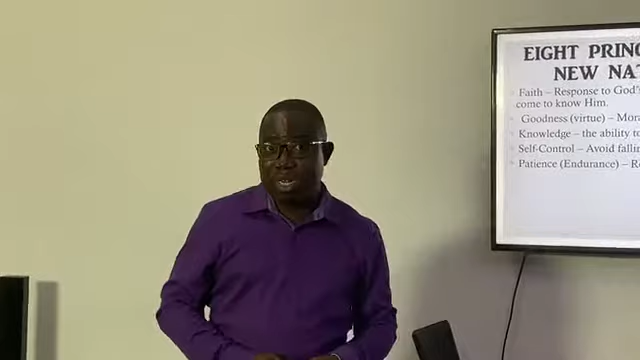 EIGHT PRINC
NEW NAT
Faith – Response to God's
come to know Him.
Goodness (virtue) – Mora
Knowledge – the ability to
Self-Control – Avoid fallin
Patience (Endurance) – R